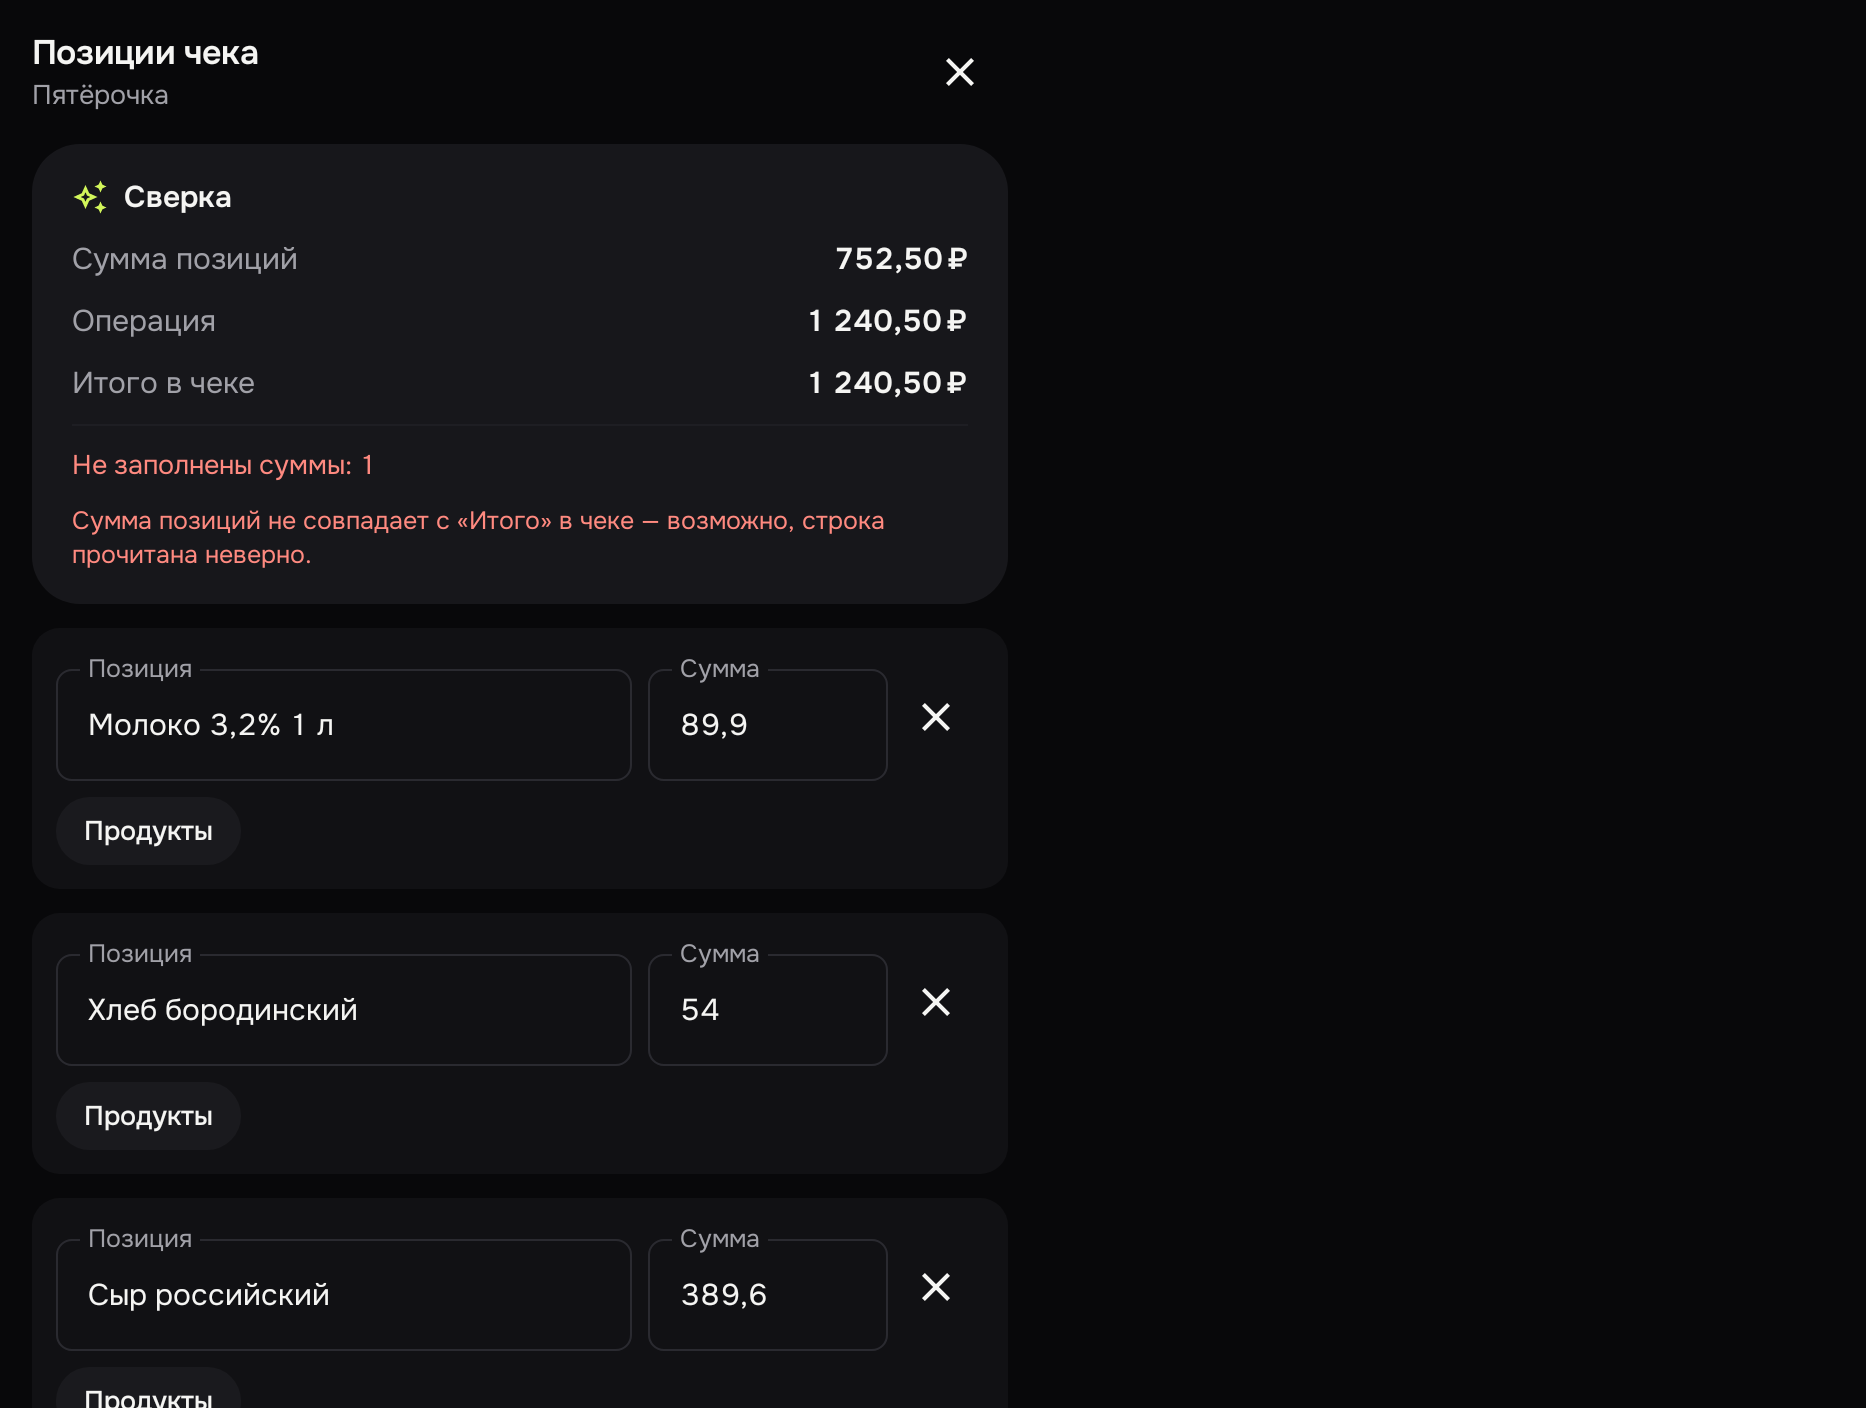 Позиции чека
Пятёрочка
Сверка
Сумма позиций 752,50 ₽
Операция 1 240,50 ₽
Итого в чеке 1 240,50 ₽
Не заполнены суммы: 1
Сумма позиций не совпадает с «Итого» в чеке — возможно, строка
прочитана неверно.
Позиция Сумма
Молоко 3,2% 1 л 89,9
Продукты
Позиция Сумма
Хлеб бородинский 54
Продукты
Позиция Сумма
Сыр российский 389,6
Продукты